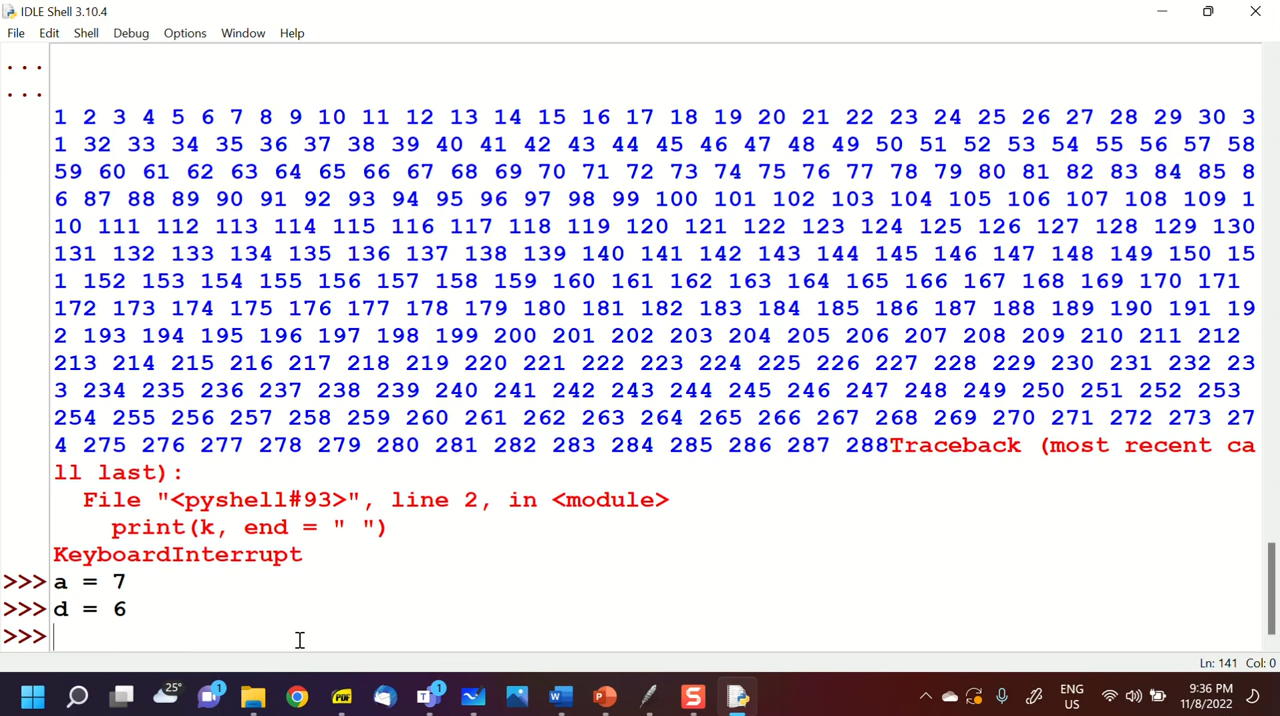 IDLE Shell 3.10.4
File Edit Shell Debug Options Window Help
...
...
1 2 3 4 5 6 7 8 9 10 11 12 13 14 15 16 17 18 19 20 21 22 23 24 25 26 27 28 29 30 3
1 32 33 34 35 36 37 38 39 40 41 42 43 44 45 46 47 48 49 50 51 52 53 54 55 56 57 58
59 60 61 62 63 64 65 66 67 68 69 70 71 72 73 74 75 76 77 78 79 80 81 82 83 84 85 8
6 87 88 89 90 91 92 93 94 95 96 97 98 99 100 101 102 103 104 105 106 107 108 109 1
10 111 112 113 114 115 116 117 118 119 120 121 122 123 124 125 126 127 128 129 130
131 132 133 134 135 136 137 138 139 140 141 142 143 144 145 146 147 148 149 150 15
1 152 153 154 155 156 157 158 159 160 161 162 163 164 165 166 167 168 169 170 171
172 173 174 175 176 177 178 179 180 181 182 183 184 185 186 187 188 189 190 191 19
2 193 194 195 196 197 198 199 200 201 202 203 204 205 206 207 208 209 210 211 212
213 214 215 216 217 218 219 220 221 222 223 224 225 226 227 228 229 230 231 232 23
3 234 235 236 237 238 239 240 241 242 243 244 245 246 247 248 249 250 251 252 253
254 255 256 257 258 259 260 261 262 263 264 265 266 267 268 269 270 271 272 273 27
4 275 276 277 278 279 280 281 282 283 284 285 286 287 288Traceback (most recent ca
ll last):
File "<pyshell#93>", line 2, in <module>
print(k, end = " ")
KeyboardInterrupt
>>> a = 7
>>> d = 6
>>>
Ln: 141 Col: 0
25° 1 PDF 1 T W P S ENG 9:36 PM
US 11/8/2022